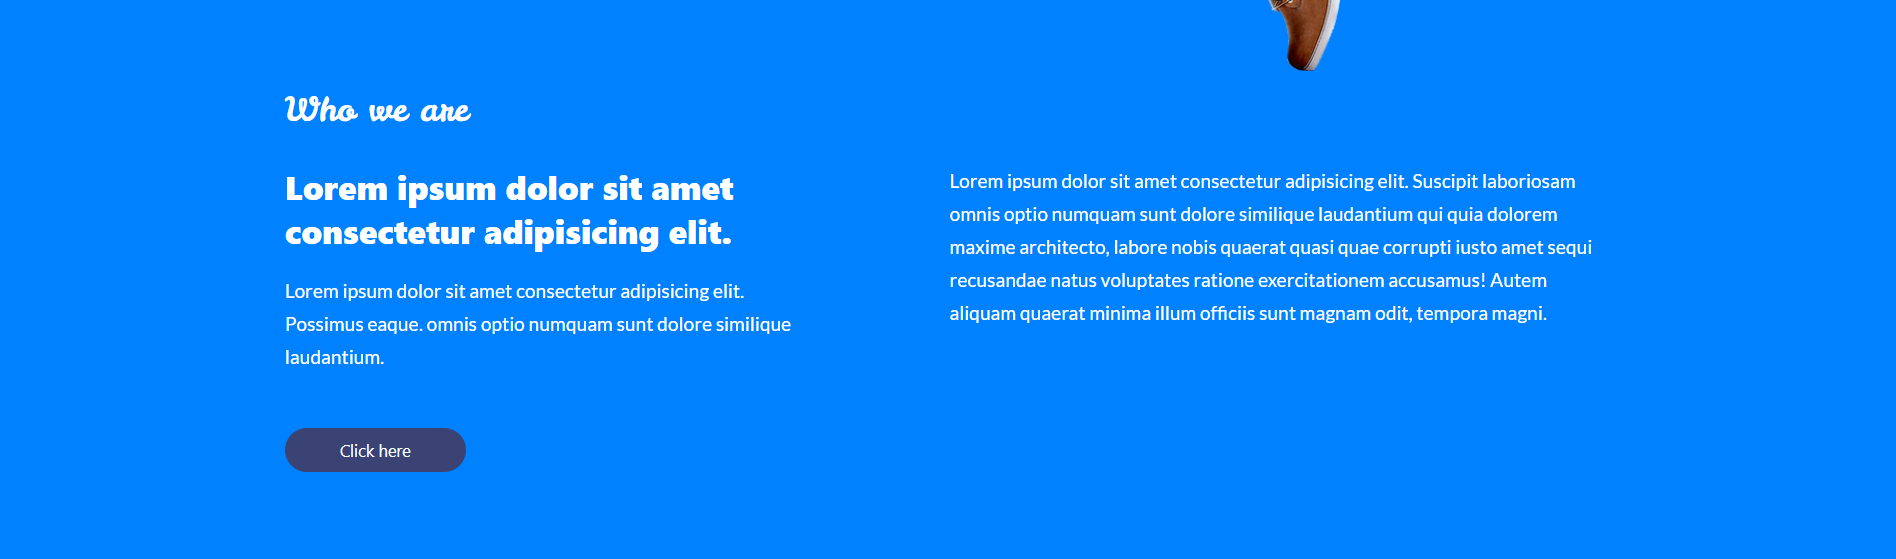 Who we are
Lorem ipsum dolor sit amet
consectetur adipisicing elit.
Lorem ipsum dolor sit amet consectetur adipisicing elit.
Possimus eaque. omnis optio numquam sunt dolore similique
laudantium.
Click here
Lorem ipsum dolor sit amet consectetur adipisicing elit. Suscipit laboriosam
omnis optio numquam sunt dolore similique laudantium qui quia dolorem
maxime architecto, labore nobis quaerat quasi quae corrupti iusto amet sequi
recusandae natus voluptates ratione exercitationem accusamus! Autem
aliquam quaerat minima illum officiis sunt magnam odit, tempora magni.